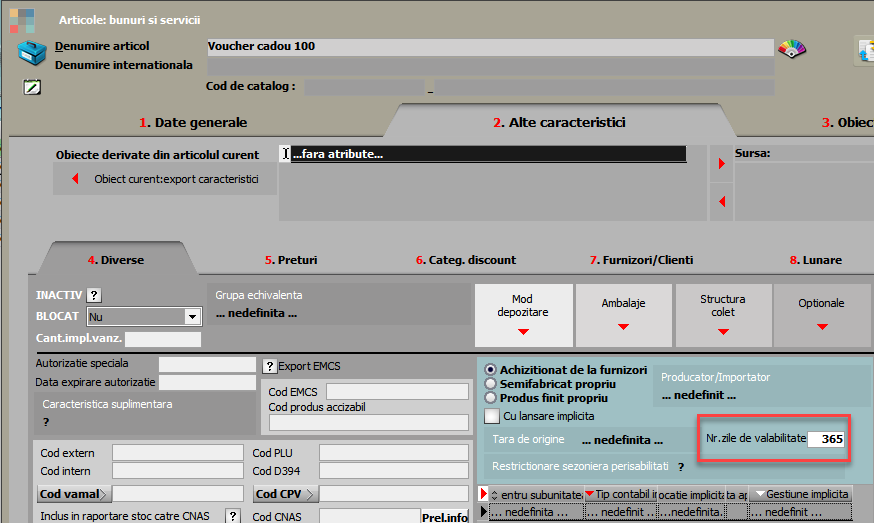 Articole: bunuri si servicii
Denumire articol Voucher cadou 100
Denumire internationala
Cod de catalog : _
1. Date generale 2. Alte caracteristici 3. Obiec
Obiecte derivate din articolul curent ...fara atribute... Sursa:
Obiect curent:export caracteristici
4. Diverse 5. Preturi 6. Categ. discount 7. Furnizori/Clienti 8. Lunare
INACTIV ? Grupa echivalenta
... nedefinita ...
BLOCAT Nu
Cant.impl.vanz.
Mod depozitare Ambalaje Structura colet Optionale
Autorizatie speciala
Data expirare autorizatie
Caracteristica suplimentara
?
? Export EMCS
Cod EMCS
Cod produs accizabil
Achizitionat de la furnizori
Semifabricat propriu
Produs finit propriu
Cu lansare implicita
Producator/Importator
... nedefinit ...
Tara de origine ... nedefinita ...
Nr.zile de valabilitate 365
Restrictionare sezoniera perisabilitati ?
Cod extern Cod PLU
Cod intern Cod D394
Cod vamal Cod CPV
Inclus in raportare stoc catre CNAS ? Cod CNAS Prel.info
entru subunitatea Tip contabil i ocatie implicita ta ap Gestiune implicita
... nedefinita ... ... nedefinit ... ...nedefinita. ... nedefinit ...